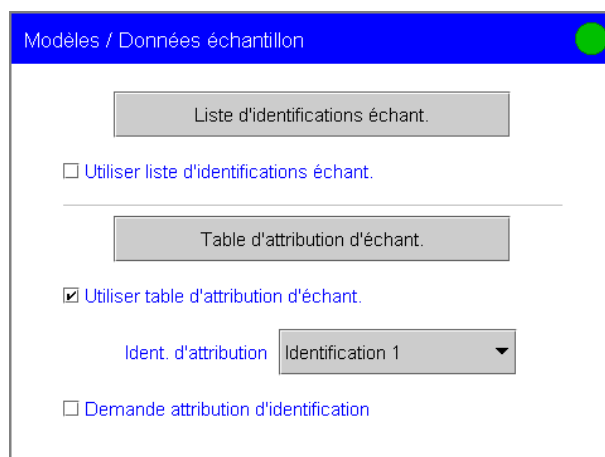 Modèles / Données échantillon
Liste d'identifications échant.
Utiliser liste d'identifications échant.
Table d'attribution d'échant.
Utiliser table d'attribution d'échant.
Ident. d'attribution Identification 1
Demande attribution d'identification